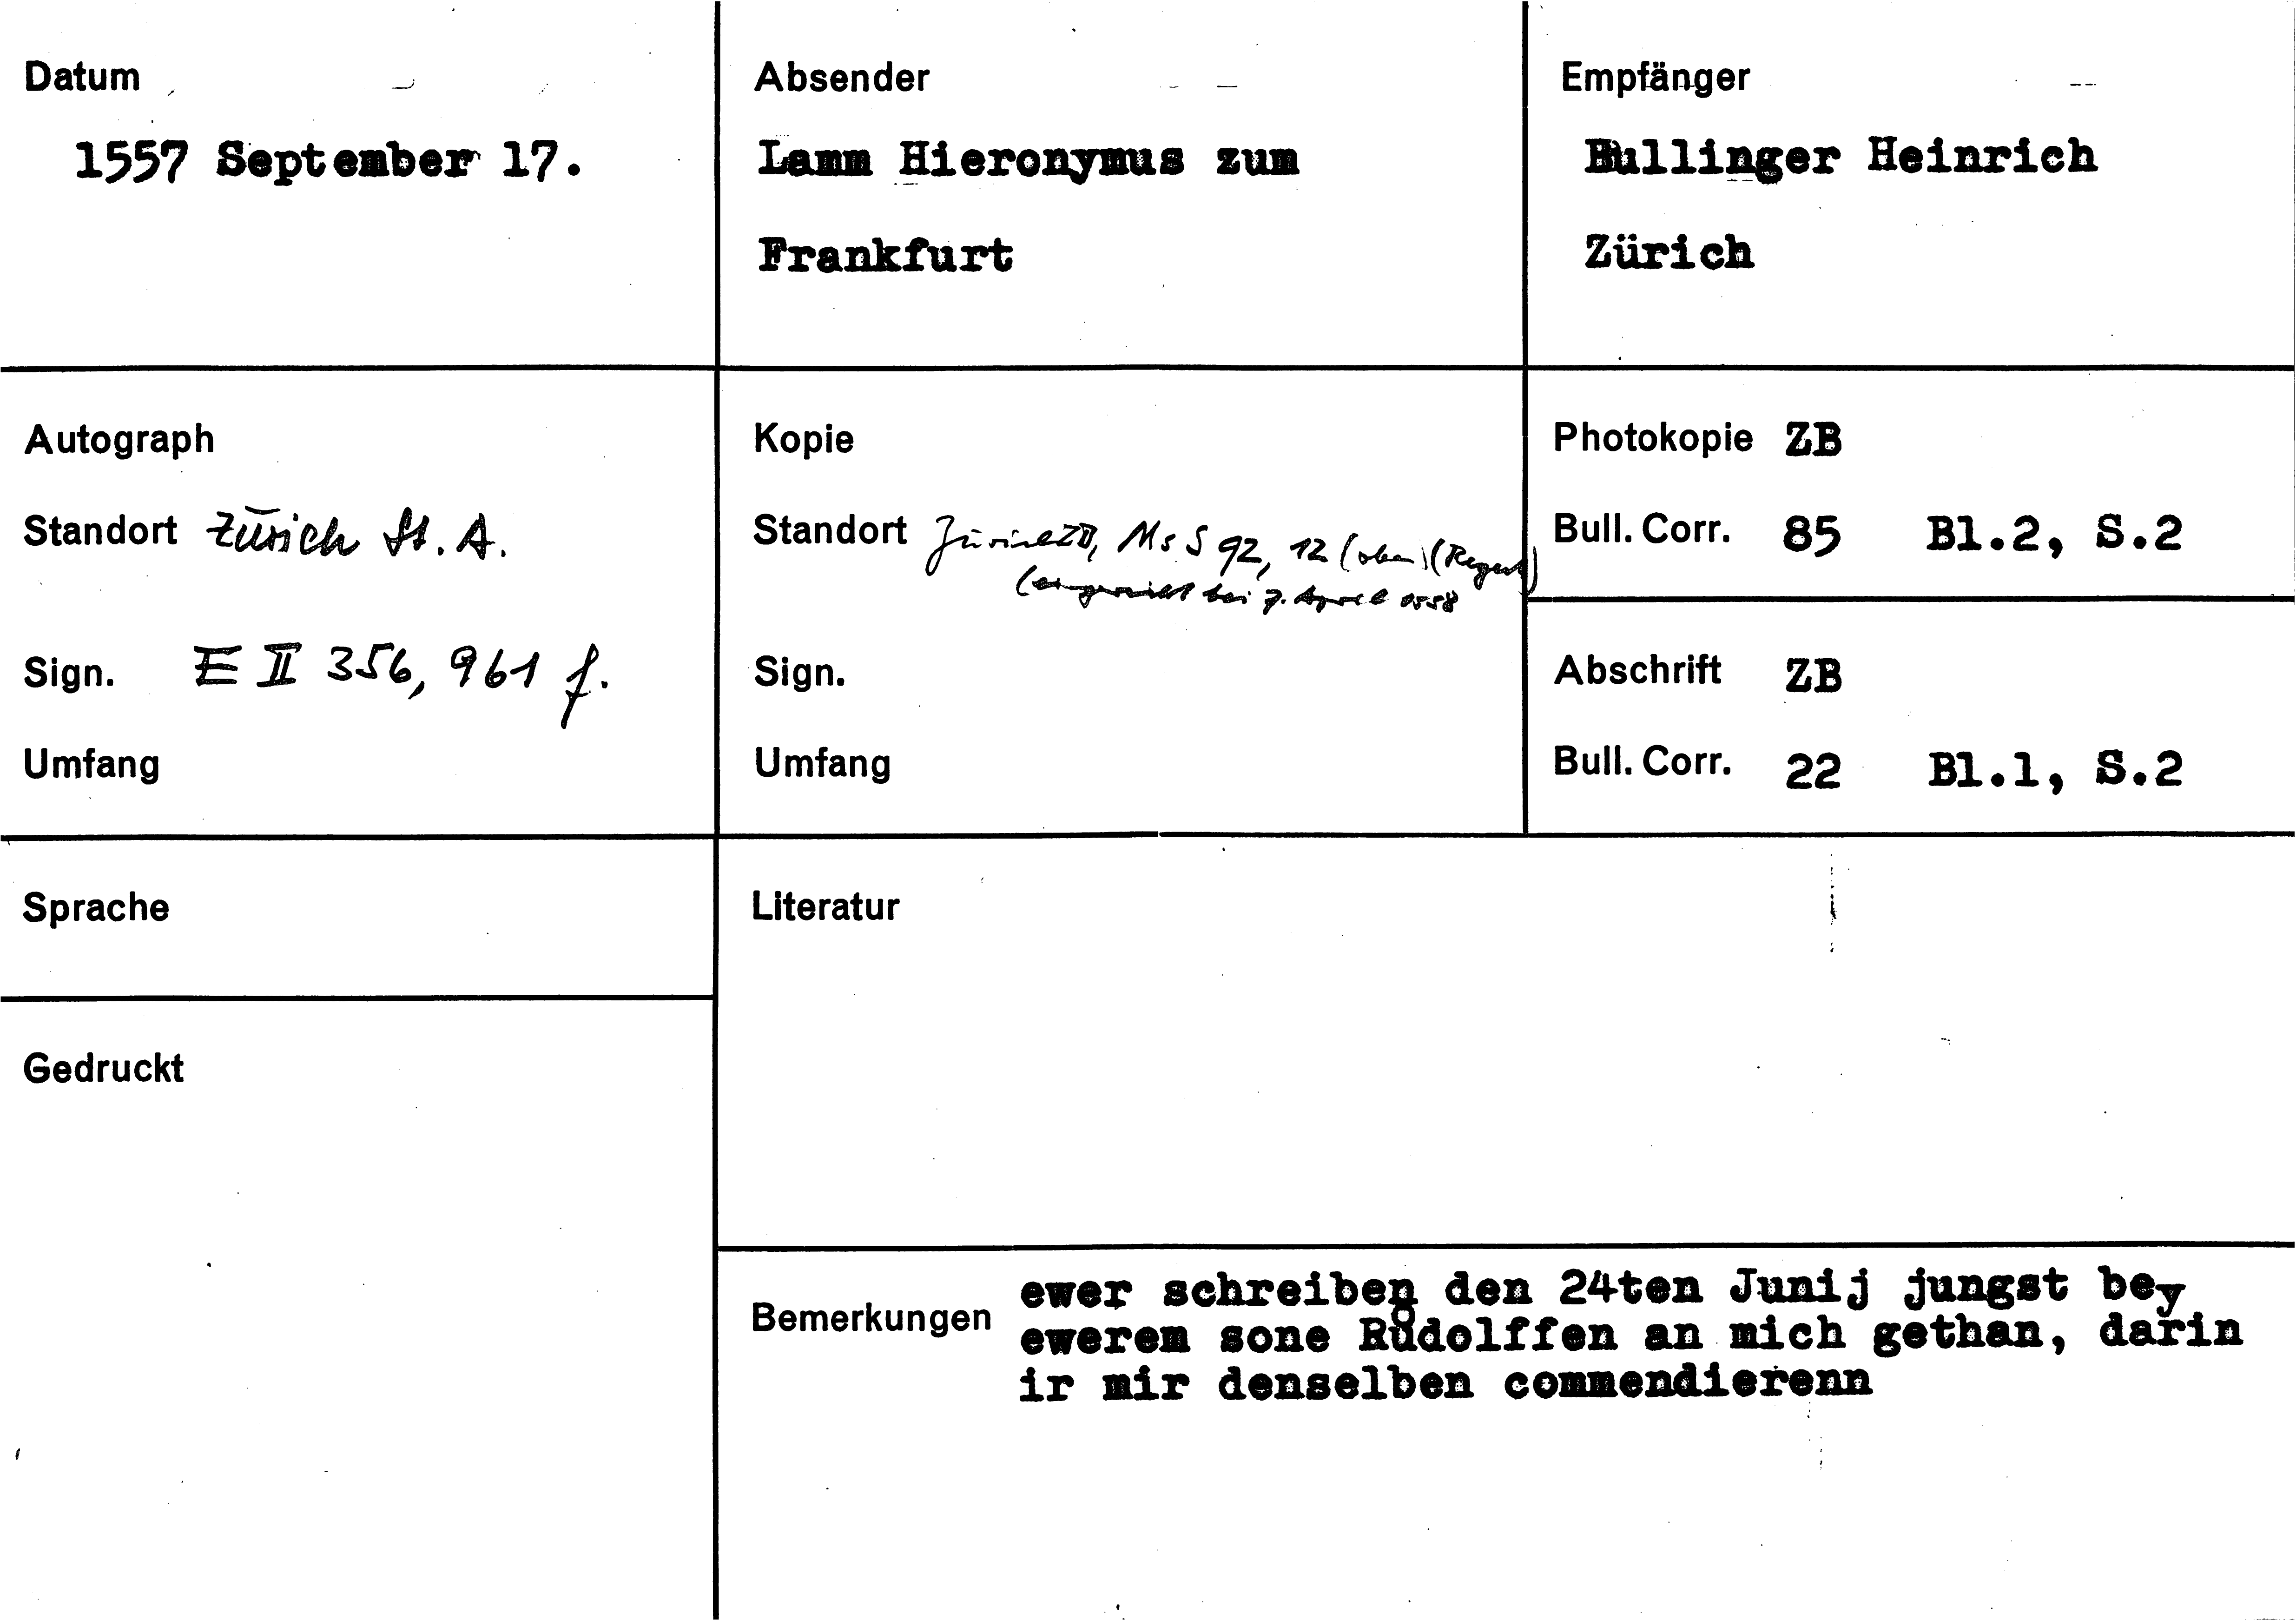 Datum
1557 September 17.
Absender
Lamm Hieronymus zum
Frankfurt
Empfänger
Bullinger Heinrich
Zürich
Autograph
Standort Zürich St. A.
Sign. E II 356, 961 f.
Umfang
Kopie
Standort Zürich ZB, Ms S 92, 12 (oben) (Regest)
bei 7. April 1558
Sign.
Umfang
Photokopie ZB
Bull. Corr. 85 Bl.2, S.2
Abschrift ZB
Bull. Corr. 22 Bl.1, S.2
Sprache
Gedruckt
Literatur
Bemerkungen
ewer schreiben den 24ten Junij jungst bey
ewerem sone Růdolffen an mich gethan, darin
ir mir denselben commendierenn